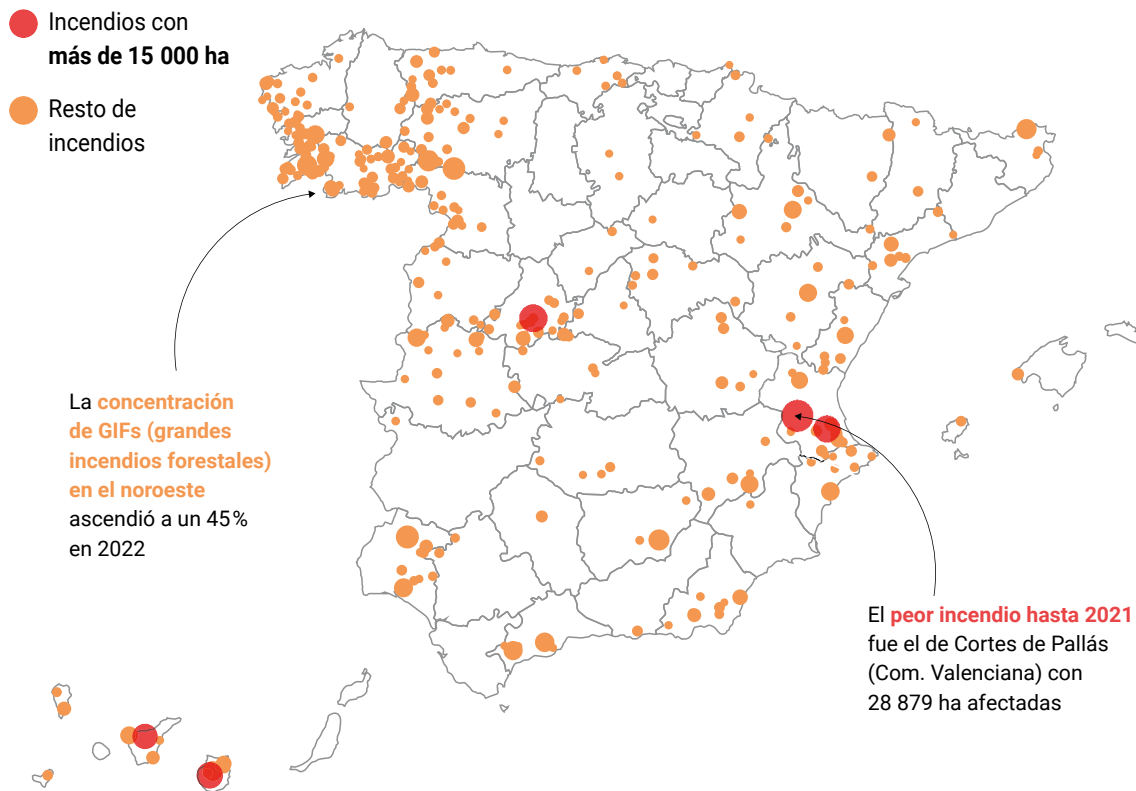 Incendios con
más de 15 000 ha
Resto de
incendios
La concentración
de GIFs (grandes
incendios forestales)
en el noroeste
ascendió a un 45 %
en 2022
El peor incendio hasta 2021
fue el de Cortes de Pallás
(Com. Valenciana) con
28 879 ha afectadas